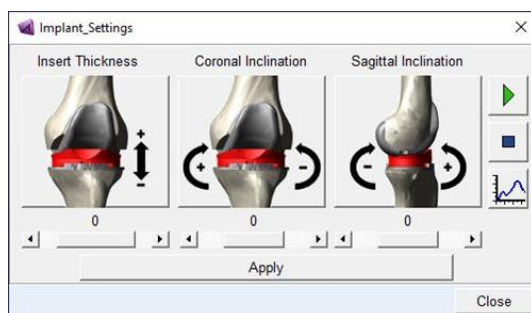 Implant_Settings
Insert Thickness Coronal Inclination Sagittal Inclination
+
-
+ -
- +
0 0 0
Apply
Close